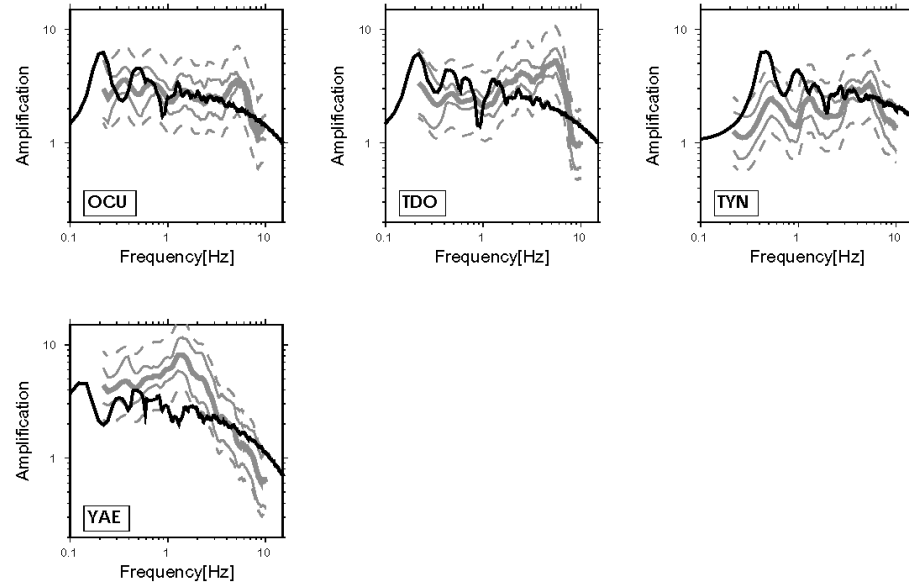 10
1
Amplification
OCU
0.1 1 10
Frequency[Hz]
10
1
Amplification
TDO
0.1 1 10
Frequency[Hz]
10
1
Amplification
TYN
0.1 1 10
Frequency[Hz]
10
1
Amplification
YAE
0.1 1 10
Frequency[Hz]